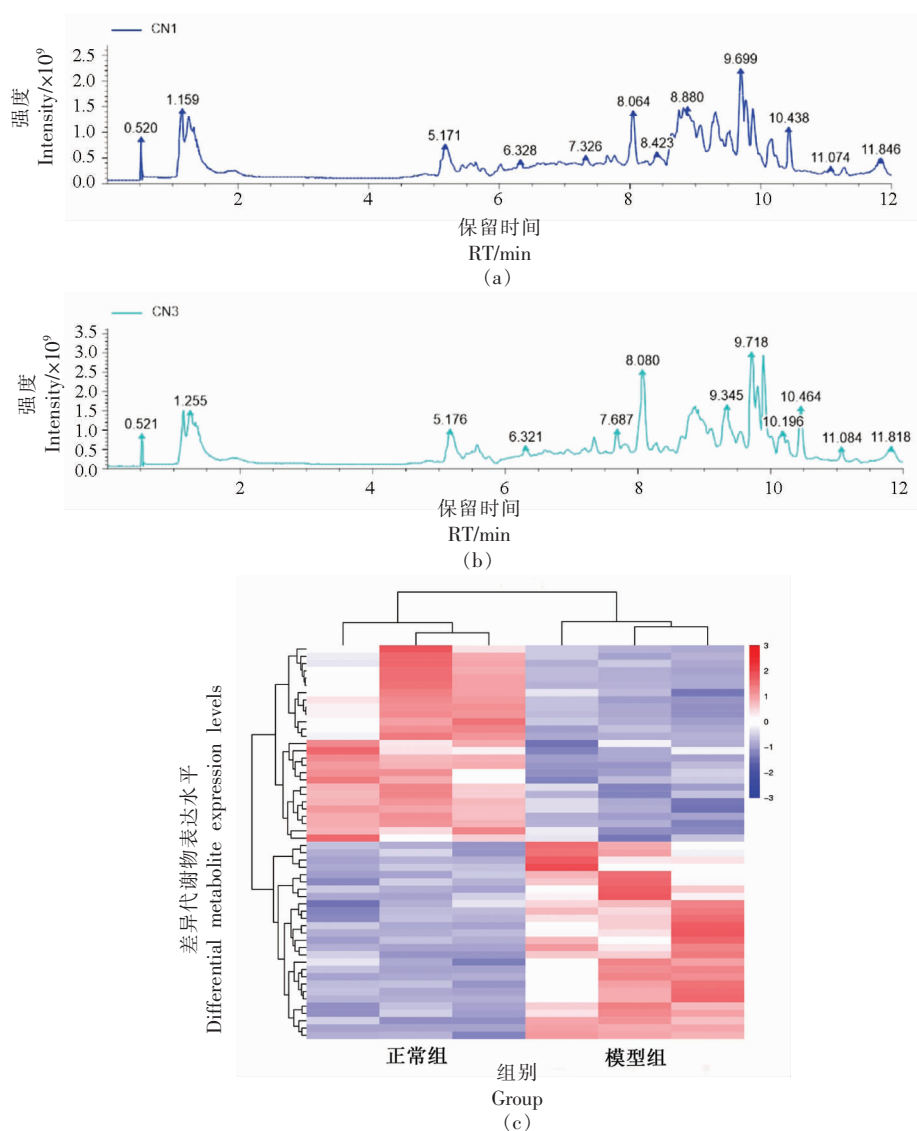 CN1
强度
Intensity/×10⁹
2.5
2.0
1.5
1.0
0.5
0.0
0.520
1.159
5.171
6.328
7.326
8.064
8.423
8.880
9.699
10.438
11.074
11.846
2 4 6 8 10 12
保留时间
RT/min
(a)
CN3
强度
Intensity/×10⁹
3.5
3.0
2.5
2.0
1.5
1.0
0.5
0.0
0.521
1.255
5.176
6.321
7.687
8.080
9.345
9.718
10.196
10.464
11.084
11.818
2 4 6 8 10 12
保留时间
RT/min
(b)
差异代谢物表达水平
Differential metabolite expression levels
3
2
1
0
−1
−2
−3
正常组 模型组
组别
Group
(c)